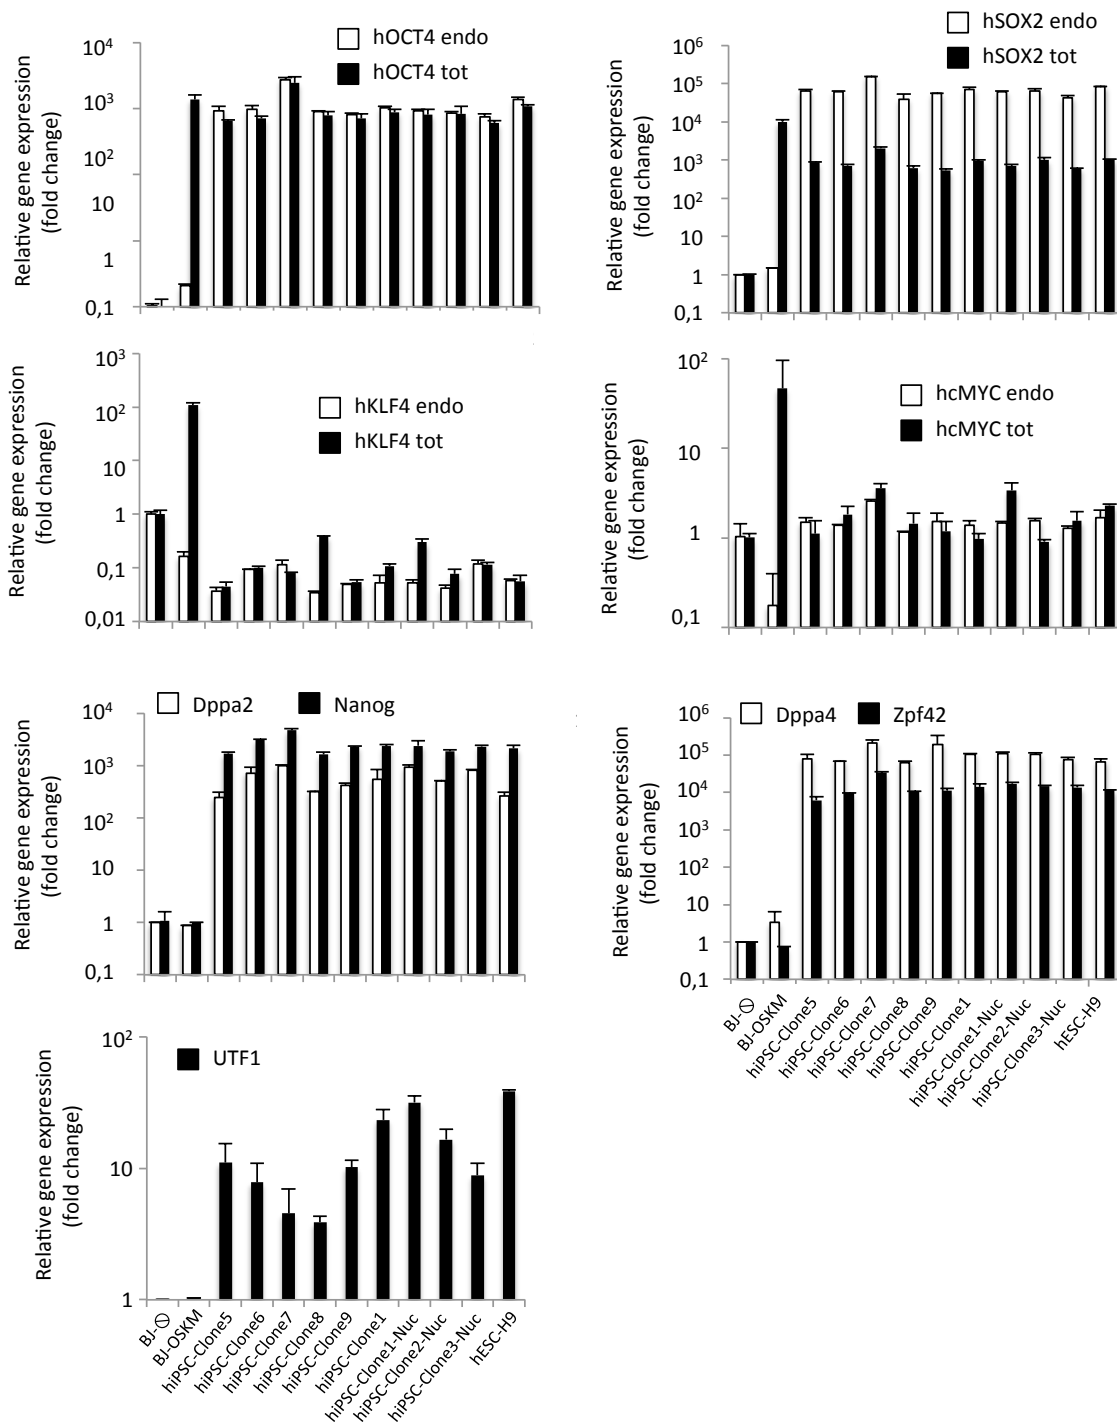 Relative gene expression
(fold change)
hOCT4 endo
hOCT4 tot
10⁴
10³
10²
10
1
0,1
Relative gene expression
(fold change)
hSOX2 endo
hSOX2 tot
10⁶
10⁵
10⁴
10³
10²
10
1
0,1
Relative gene expression
(fold change)
hKLF4 endo
hKLF4 tot
10³
10²
10
1
0,1
0,01
Relative gene expression
(fold change)
hcMYC endo
hcMYC tot
10²
10
1
0,1
Relative gene expression
(fold change)
Dppa2 Nanog
10⁴
10³
10²
10
1
0,1
Relative gene expression
(fold change)
Dppa4 Zpf42
10⁶
10⁵
10⁴
10³
10²
10
1
0,1
BJ-⦸
BJ-OSKM
hiPSC-Clone5
hiPSC-Clone6
hiPSC-Clone7
hiPSC-Clone8
hiPSC-Clone9
hiPSC-Clone1
hiPSC-Clone1-Nuc
hiPSC-Clone2-Nuc
hiPSC-Clone3-Nuc
hESC-H9
Relative gene expression
(fold change)
UTF1
10²
10
1
BJ-⦸
BJ-OSKM
hiPSC-Clone5
hiPSC-Clone6
hiPSC-Clone7
hiPSC-Clone8
hiPSC-Clone9
hiPSC-Clone1
hiPSC-Clone1-Nuc
hiPSC-Clone2-Nuc
hiPSC-Clone3-Nuc
hESC-H9